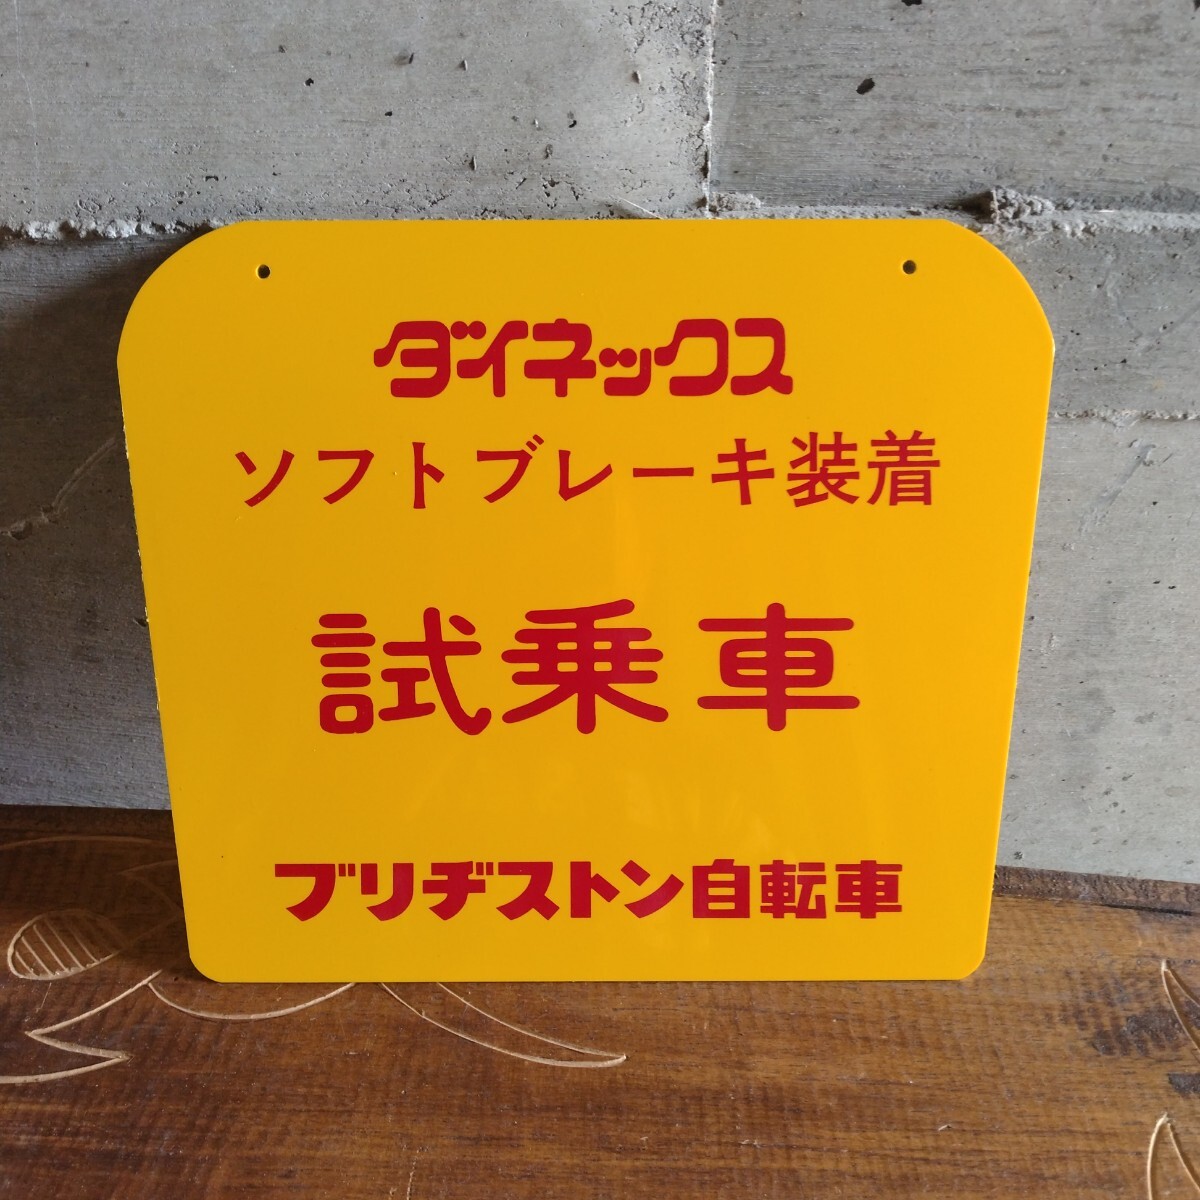 ダイネックス
ソフトブレーキ装着
試乗車
ブリヂストン自転車